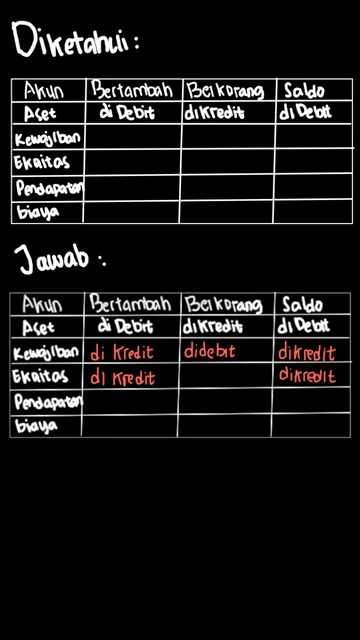 Diketahui:
Akun Bertambah Berkurang Saldo
Aset di Debit dikredit di Debit
Kewajiban
Ekuitas
Pendapatan
biaya
Jawab:
Akun Bertambah Berkurang Saldo
Aset di Debit dikredit di Debit
Kewajiban di kredit didebit dikredit
Ekuitas di kredit dikredit
Pendapatan
biaya